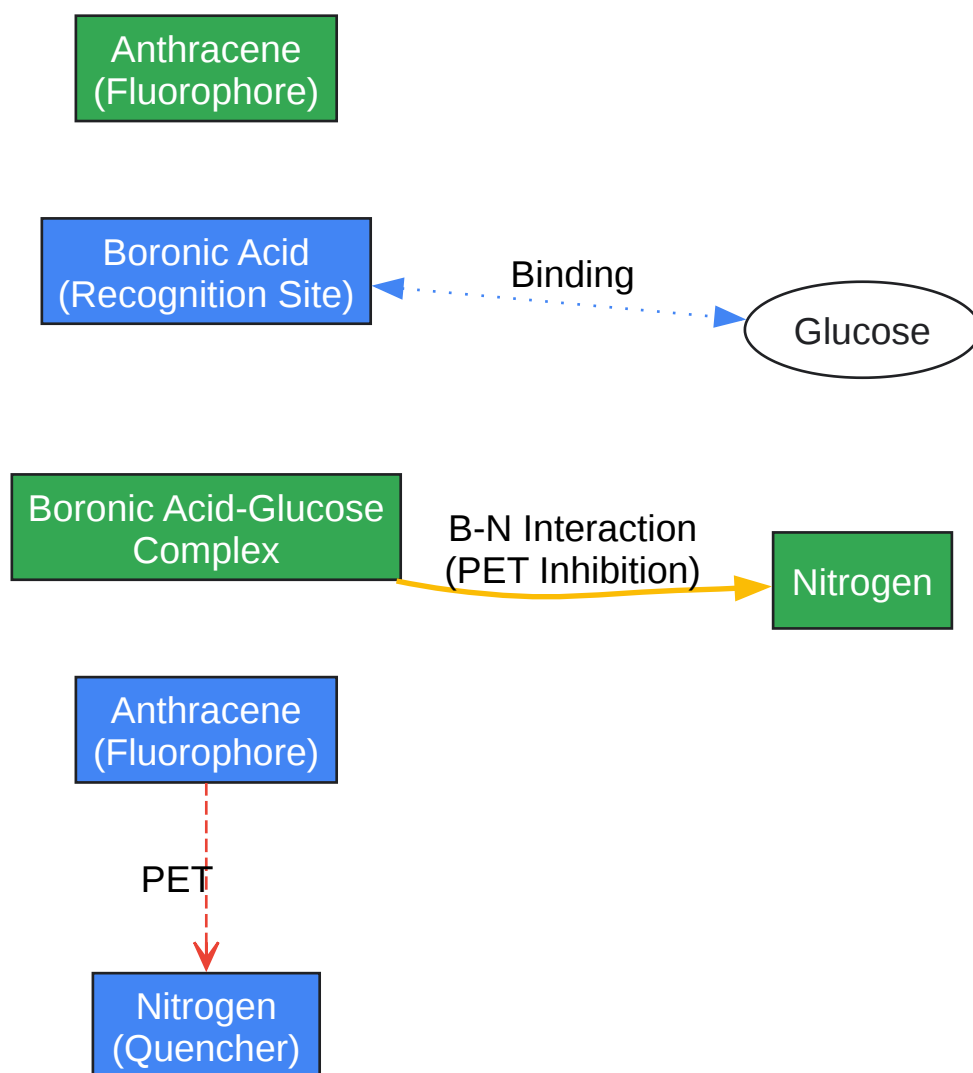 Anthracene
(Fluorophore)
Boronic Acid
(Recognition Site)
Binding
Glucose
Boronic Acid-Glucose
Complex
B-N Interaction
(PET Inhibition)
Nitrogen
Anthracene
(Fluorophore)
PET
Nitrogen
(Quencher)